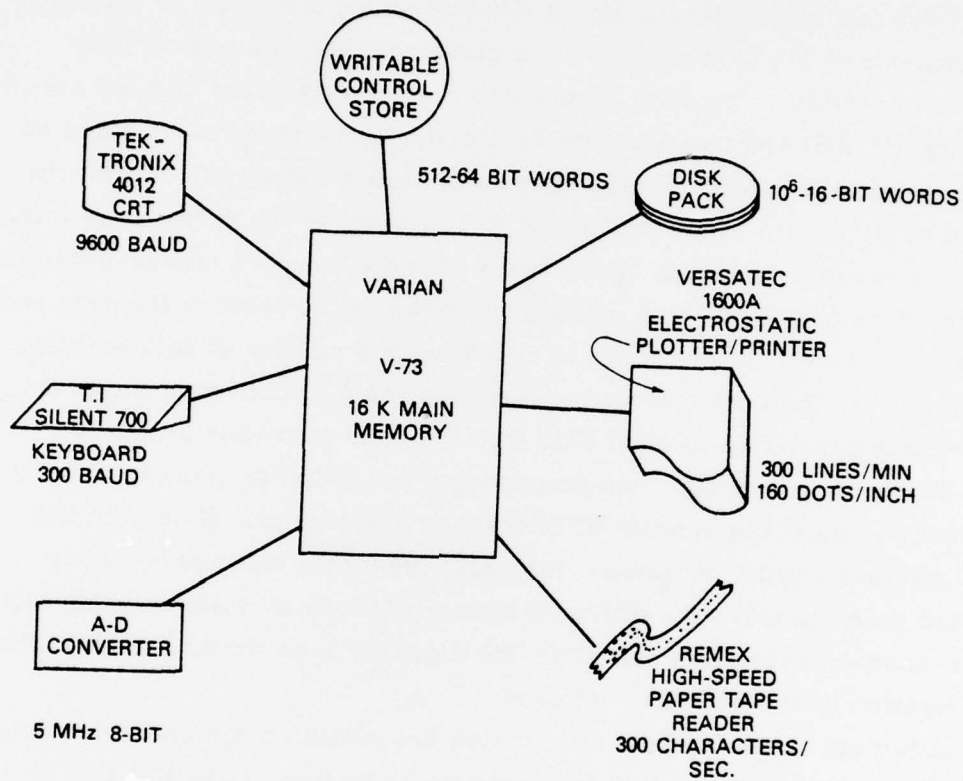 WRITABLE
CONTROL
STORE
TEK-
TRONIX
4012
CRT
9600 BAUD
512-64 BIT WORDS
DISK
PACK
10⁶-16-BIT WORDS
VARIAN
V-73
16 K MAIN
MEMORY
VERSATEC
1600A
ELECTROSTATIC
PLOTTER/PRINTER
300 LINES/MIN
160 DOTS/INCH
T.I
SILENT 700
KEYBOARD
300 BAUD
A-D
CONVERTER
5 MHz 8-BIT
REMEX
HIGH-SPEED
PAPER TAPE
READER
300 CHARACTERS/
SEC.